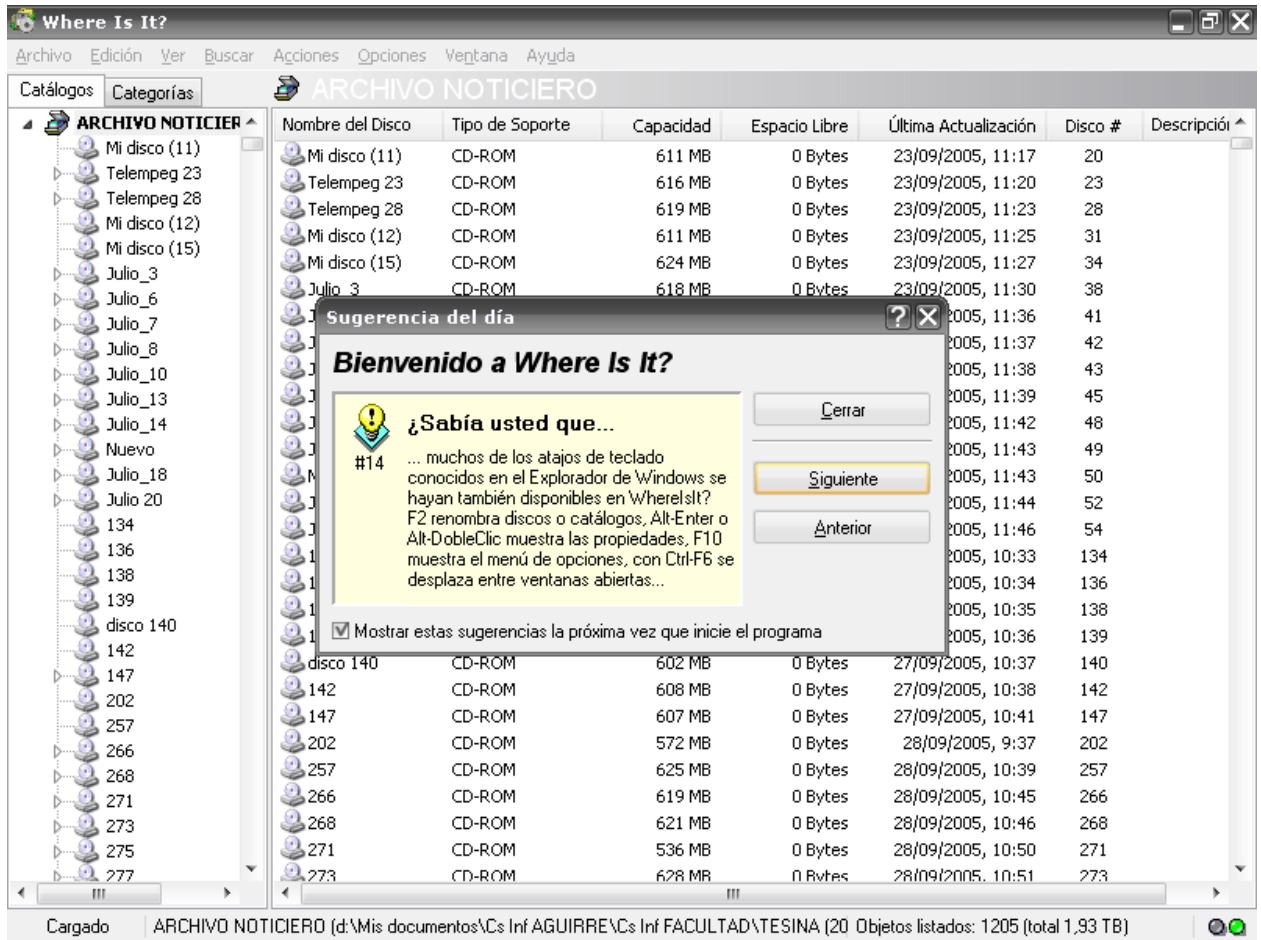 Where Is It?
Archivo Edición Ver Buscar Acciones Opciones Ventana Ayuda
Catálogos Categorías
ARCHIVO NOTICIERO
ARCHIVO NOTICIER
Mi disco (11)
Telempeg 23
Telempeg 28
Mi disco (12)
Mi disco (15)
Julio_3
Julio_6
Julio_7
Julio_8
Julio_10
Julio_13
Julio_14
Nuevo
Julio_18
Julio 20
134
136
138
139
disco 140
142
147
202
257
266
268
271
273
275
277
Nombre del Disco Tipo de Soporte Capacidad Espacio Libre Última Actualización Disco # Descripción
Mi disco (11) CD-ROM 611 MB 0 Bytes 23/09/2005, 11:17 20
Telempeg 23 CD-ROM 616 MB 0 Bytes 23/09/2005, 11:20 23
Telempeg 28 CD-ROM 619 MB 0 Bytes 23/09/2005, 11:23 28
Mi disco (12) CD-ROM 611 MB 0 Bytes 23/09/2005, 11:25 31
Mi disco (15) CD-ROM 624 MB 0 Bytes 23/09/2005, 11:27 34
Julio_3 CD-ROM 618 MB 0 Bytes 23/09/2005, 11:30 38
2005, 11:36 41
2005, 11:37 42
2005, 11:38 43
2005, 11:39 45
2005, 11:42 48
2005, 11:43 49
2005, 11:43 50
2005, 11:44 52
2005, 11:46 54
2005, 10:33 134
2005, 10:34 136
2005, 10:35 138
2005, 10:36 139
disco 140 CD-ROM 602 MB 0 Bytes 27/09/2005, 10:37 140
142 CD-ROM 608 MB 0 Bytes 27/09/2005, 10:38 142
147 CD-ROM 607 MB 0 Bytes 27/09/2005, 10:41 147
202 CD-ROM 572 MB 0 Bytes 28/09/2005, 9:37 202
257 CD-ROM 625 MB 0 Bytes 28/09/2005, 10:39 257
266 CD-ROM 619 MB 0 Bytes 28/09/2005, 10:45 266
268 CD-ROM 621 MB 0 Bytes 28/09/2005, 10:46 268
271 CD-ROM 536 MB 0 Bytes 28/09/2005, 10:50 271
273 CD-ROM 628 MB 0 Bytes 28/09/2005, 10:51 273
Sugerencia del día
Bienvenido a Where Is It?
¿Sabía usted que...
#14
... muchos de los atajos de teclado
conocidos en el Explorador de Windows se
hayan también disponibles en WhereIsIt?
F2 renombra discos o catálogos, Alt-Enter o
Alt-DobleClic muestra las propiedades, F10
muestra el menú de opciones, con Ctrl-F6 se
desplaza entre ventanas abiertas...
Cerrar
Siguiente
Anterior
Mostrar estas sugerencias la próxima vez que inicie el programa
Cargado ARCHIVO NOTICIERO (d:\Mis documentos\Cs Inf AGUIRRE\Cs Inf FACULTAD\TESINA (20 Objetos listados: 1205 (total 1,93 TB)